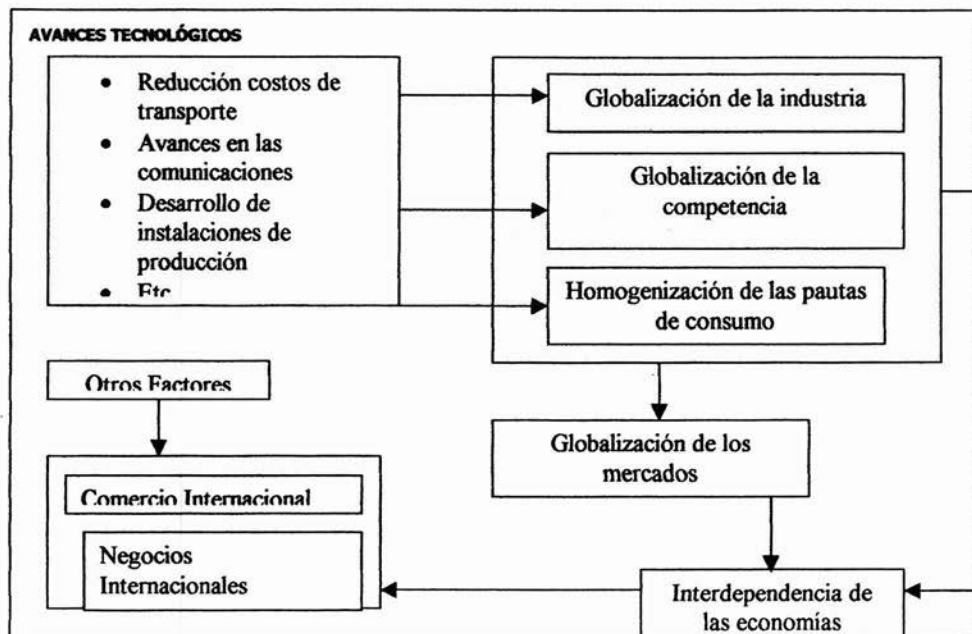 AVANCES TECNOLÓGICOS
• Reducción costos de
transporte
• Avances en las
comunicaciones
• Desarrollo de
instalaciones de
producción
• Etc
Globalización de la industria
Globalización de la
competencia
Homogenización de las pautas
de consumo
Otros Factores
Globalización de los
mercados
Comercio Internacional
Negocios
Internacionales
Interdependencia de
las economías